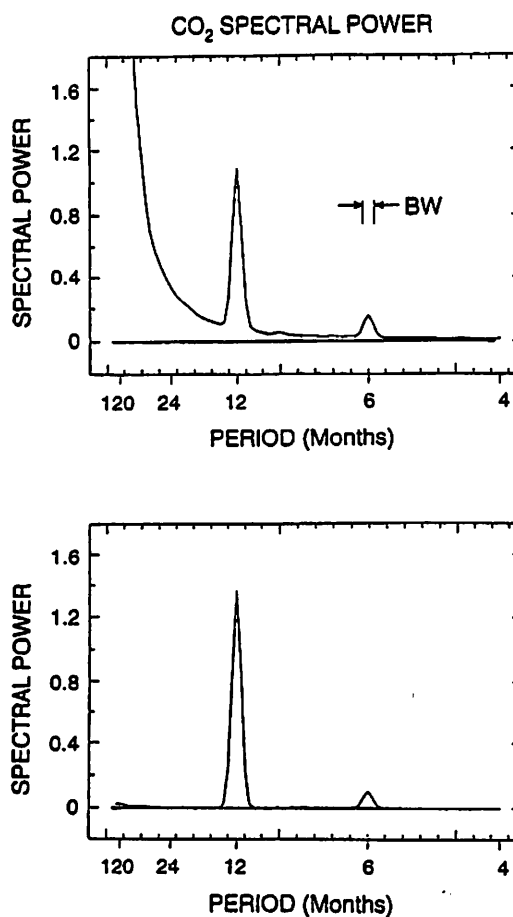 CO₂ SPECTRAL POWER
SPECTRAL POWER
1.6
1.2
0.8
0.4
0
BW
120 24 12 6 4
PERIOD (Months)
SPECTRAL POWER
1.6
1.2
0.8
0.4
0
120 24 12 6 4
PERIOD (Months)